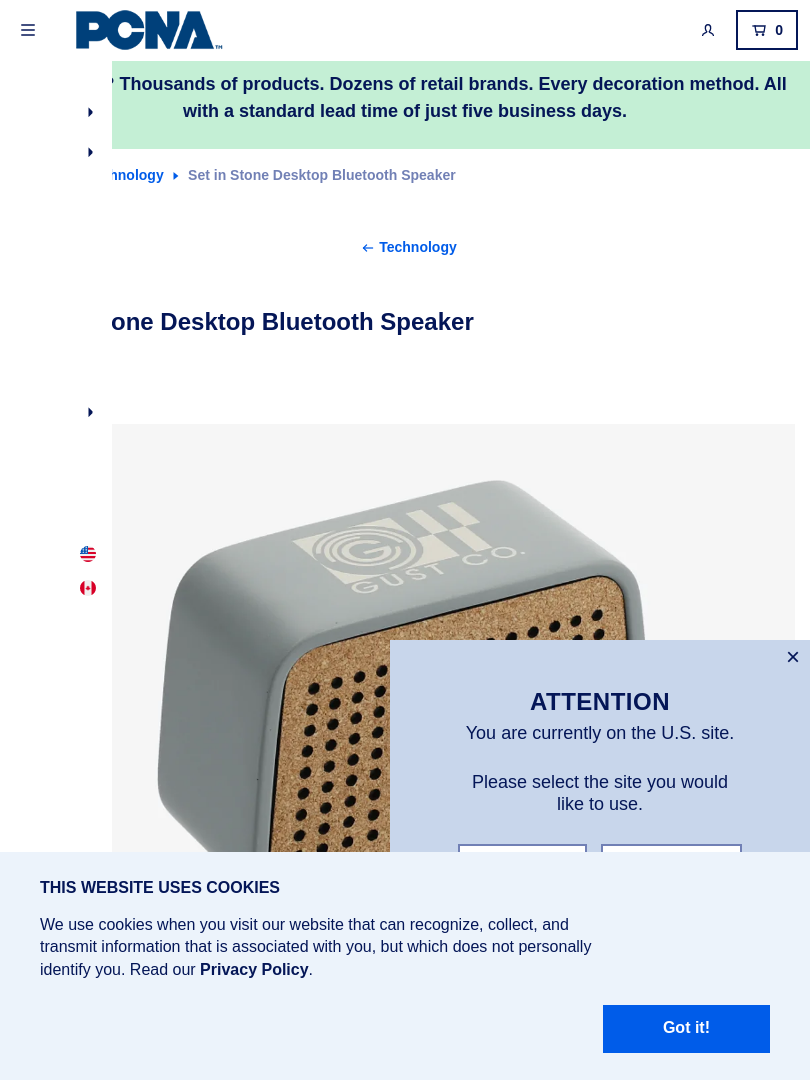 PCNA™
0
? Thousands of products. Dozens of retail brands. Every decoration method. All
with a standard lead time of just five business days.
hnology
Set in Stone Desktop Bluetooth Speaker
← Technology
one Desktop Bluetooth Speaker
GUST CO.
ATTENTION
You are currently on the U.S. site.
Please select the site you would
like to use.
THIS WEBSITE USES COOKIES
We use cookies when you visit our website that can recognize, collect, and
transmit information that is associated with you, but which does not personally
identify you. Read our Privacy Policy.
Got it!